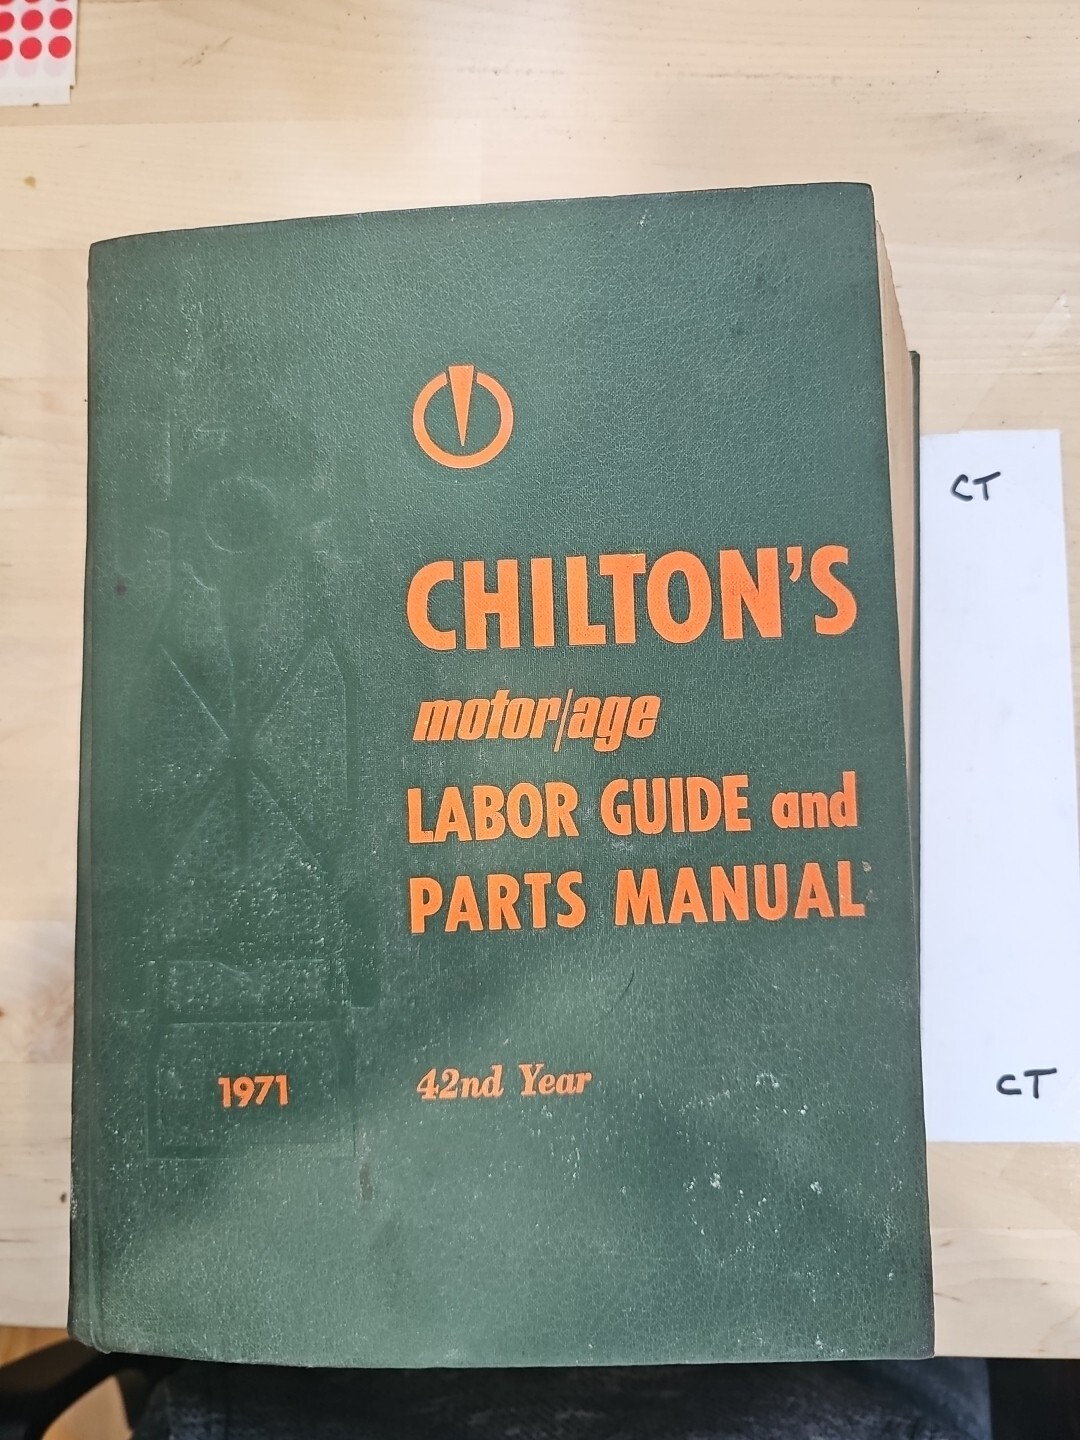 CHILTON'S
motor/age
LABOR GUIDE and
PARTS MANUAL
1971
42nd Year
CT
CT